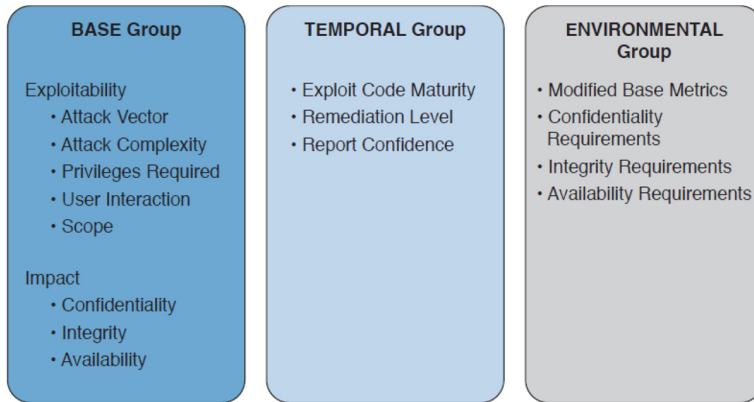 BASE Group
Exploitability
• Attack Vector
• Attack Complexity
• Privileges Required
• User Interaction
• Scope
Impact
• Confidentiality
• Integrity
• Availability
TEMPORAL Group
• Exploit Code Maturity
• Remediation Level
• Report Confidence
ENVIRONMENTAL
Group
• Modified Base Metrics
• Confidentiality
Requirements
• Integrity Requirements
• Availability Requirements